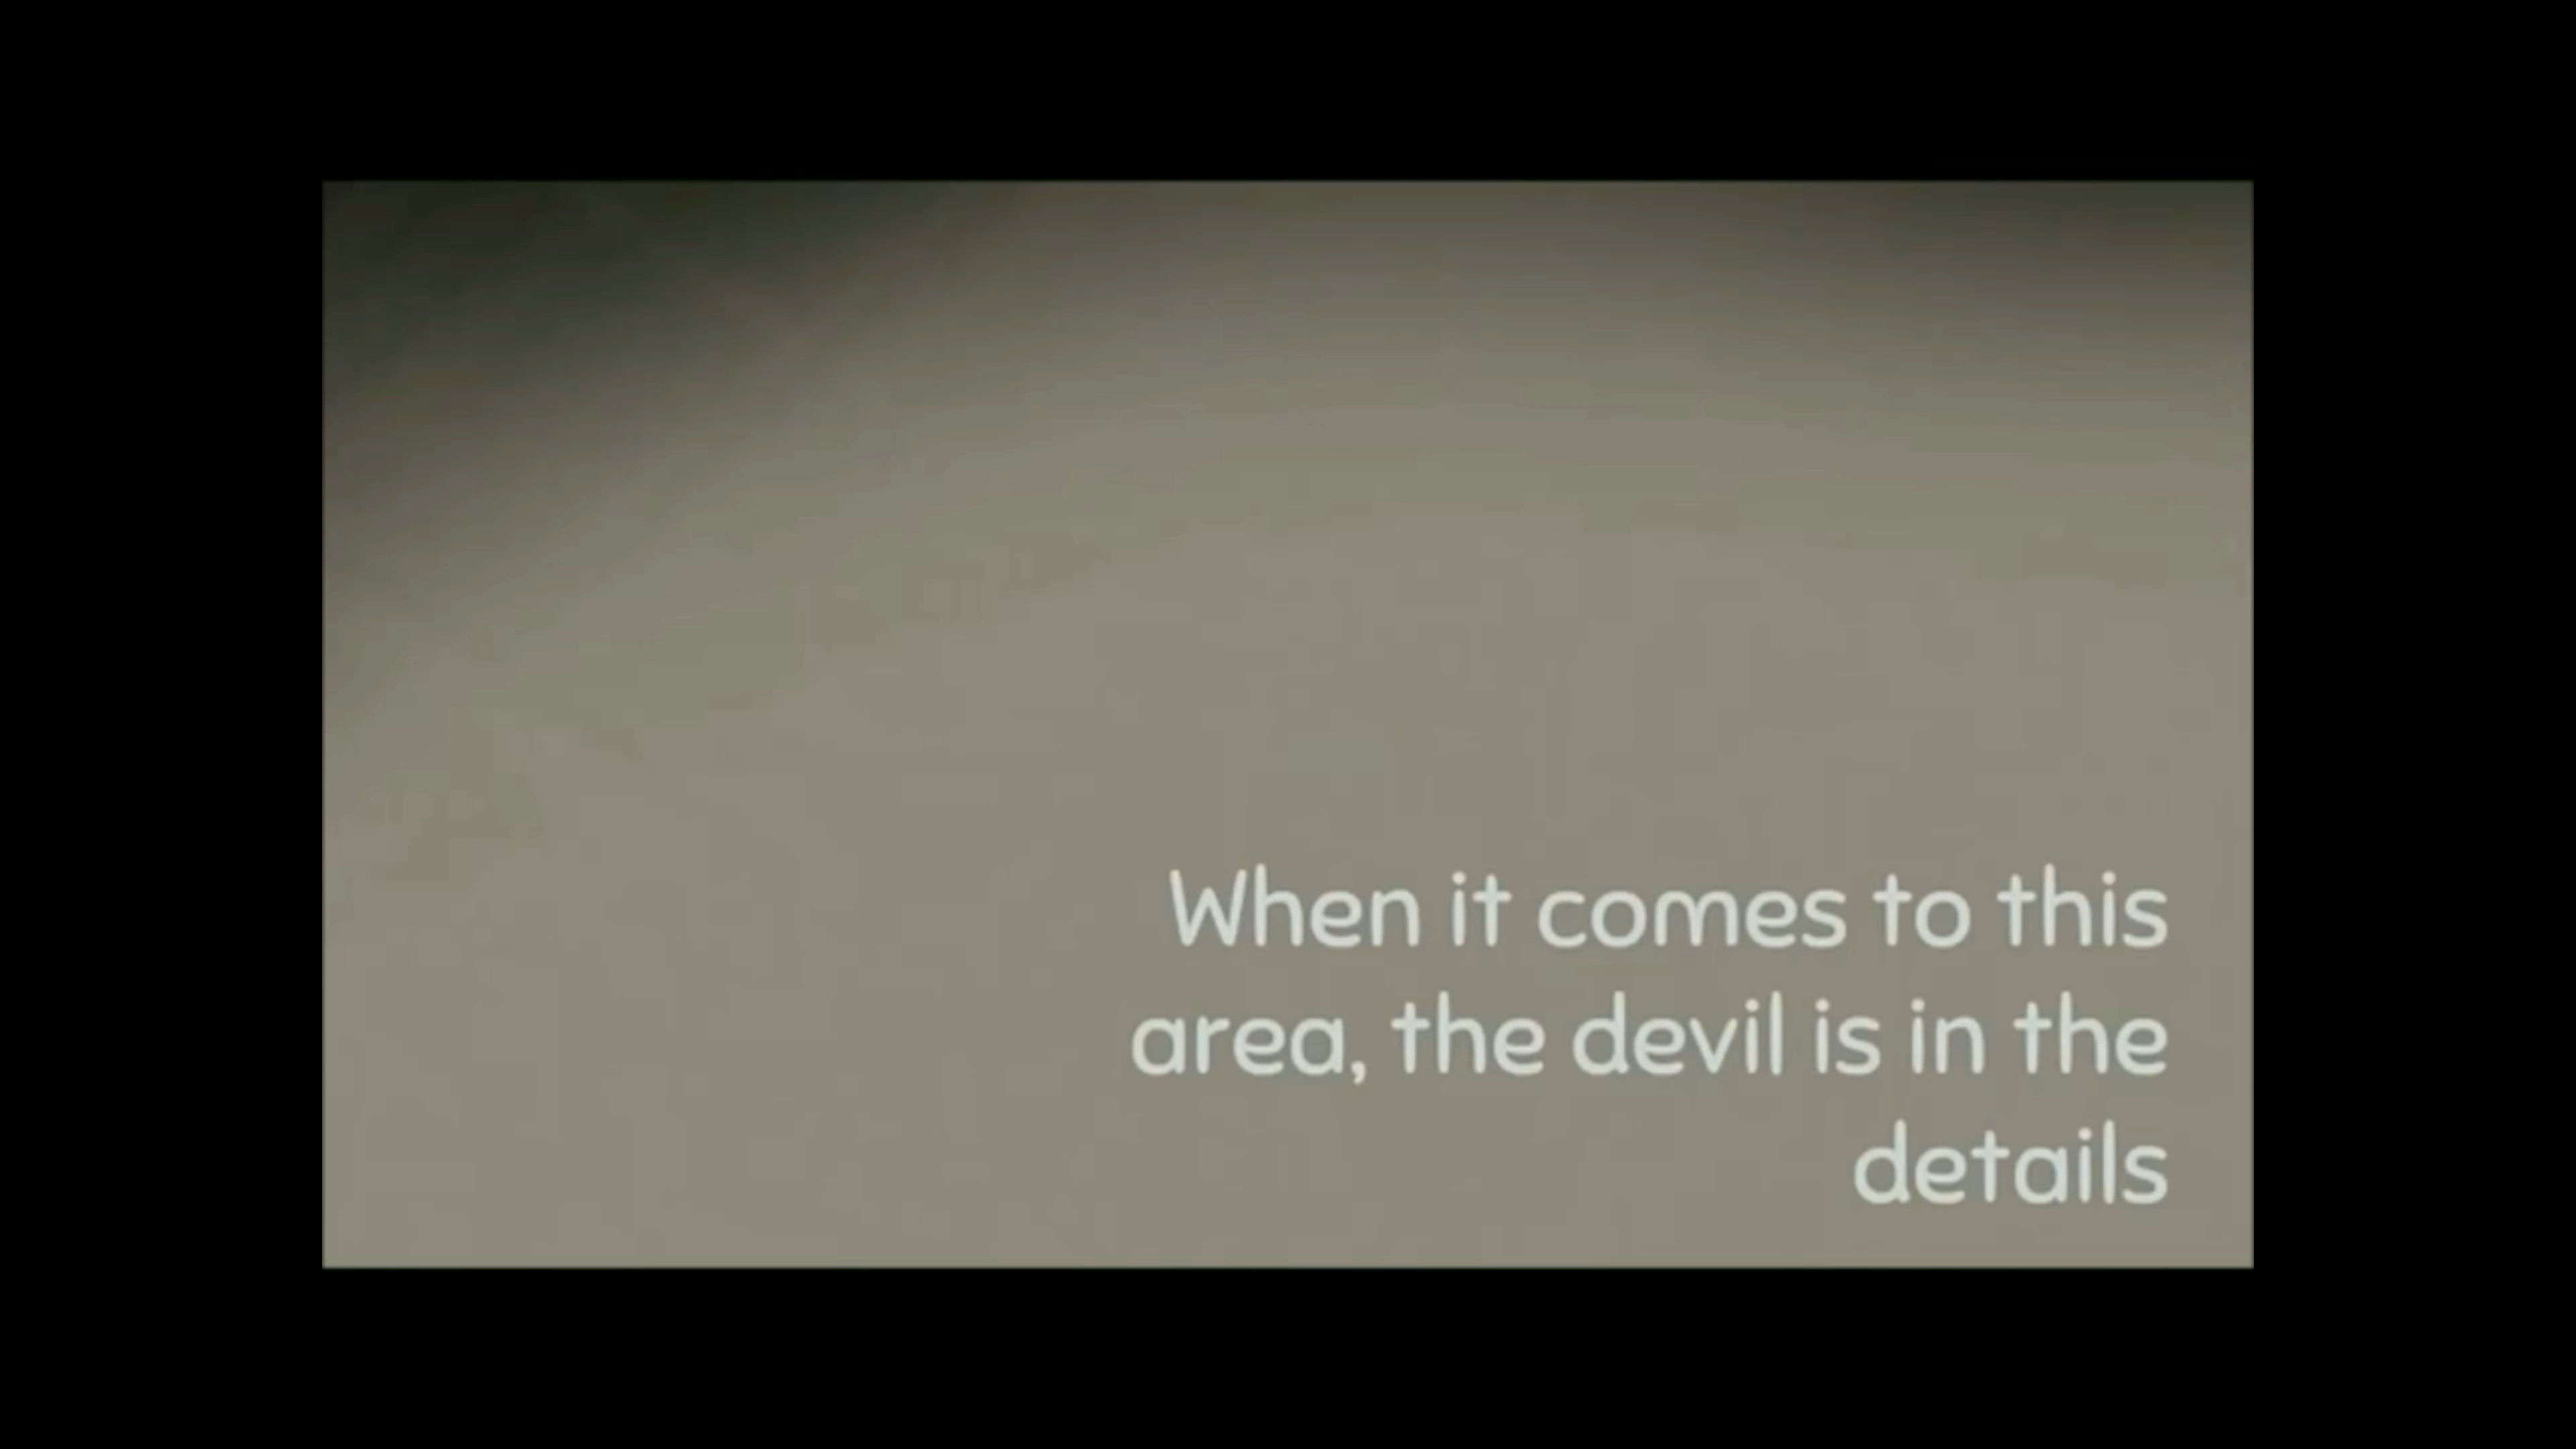 When it comes to this
area, the devil is in the
details